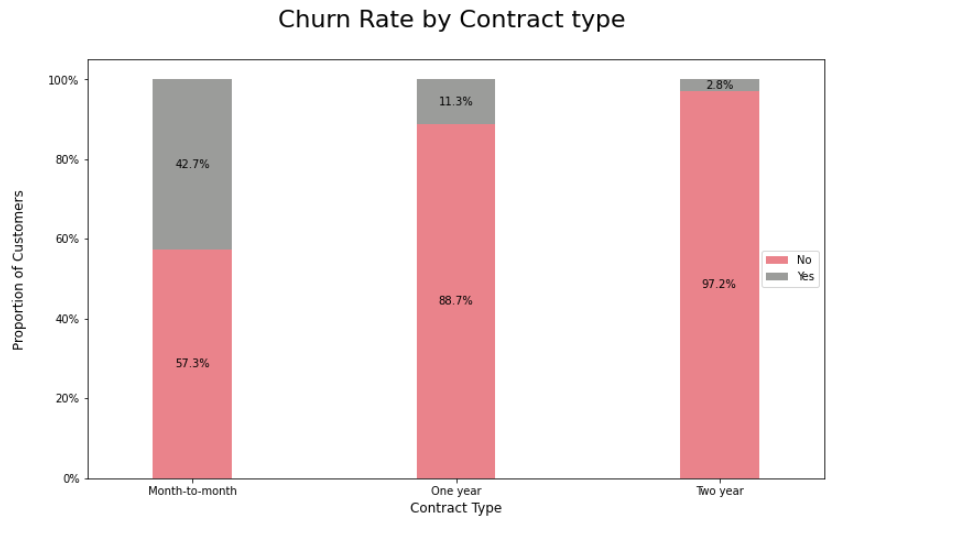 Churn Rate by Contract type
100%
80%
60%
40%
20%
0%
Proportion of Customers
42.7%
57.3%
11.3%
88.7%
2.8%
97.2%
No
Yes
Month-to-month
One year
Two year
Contract Type